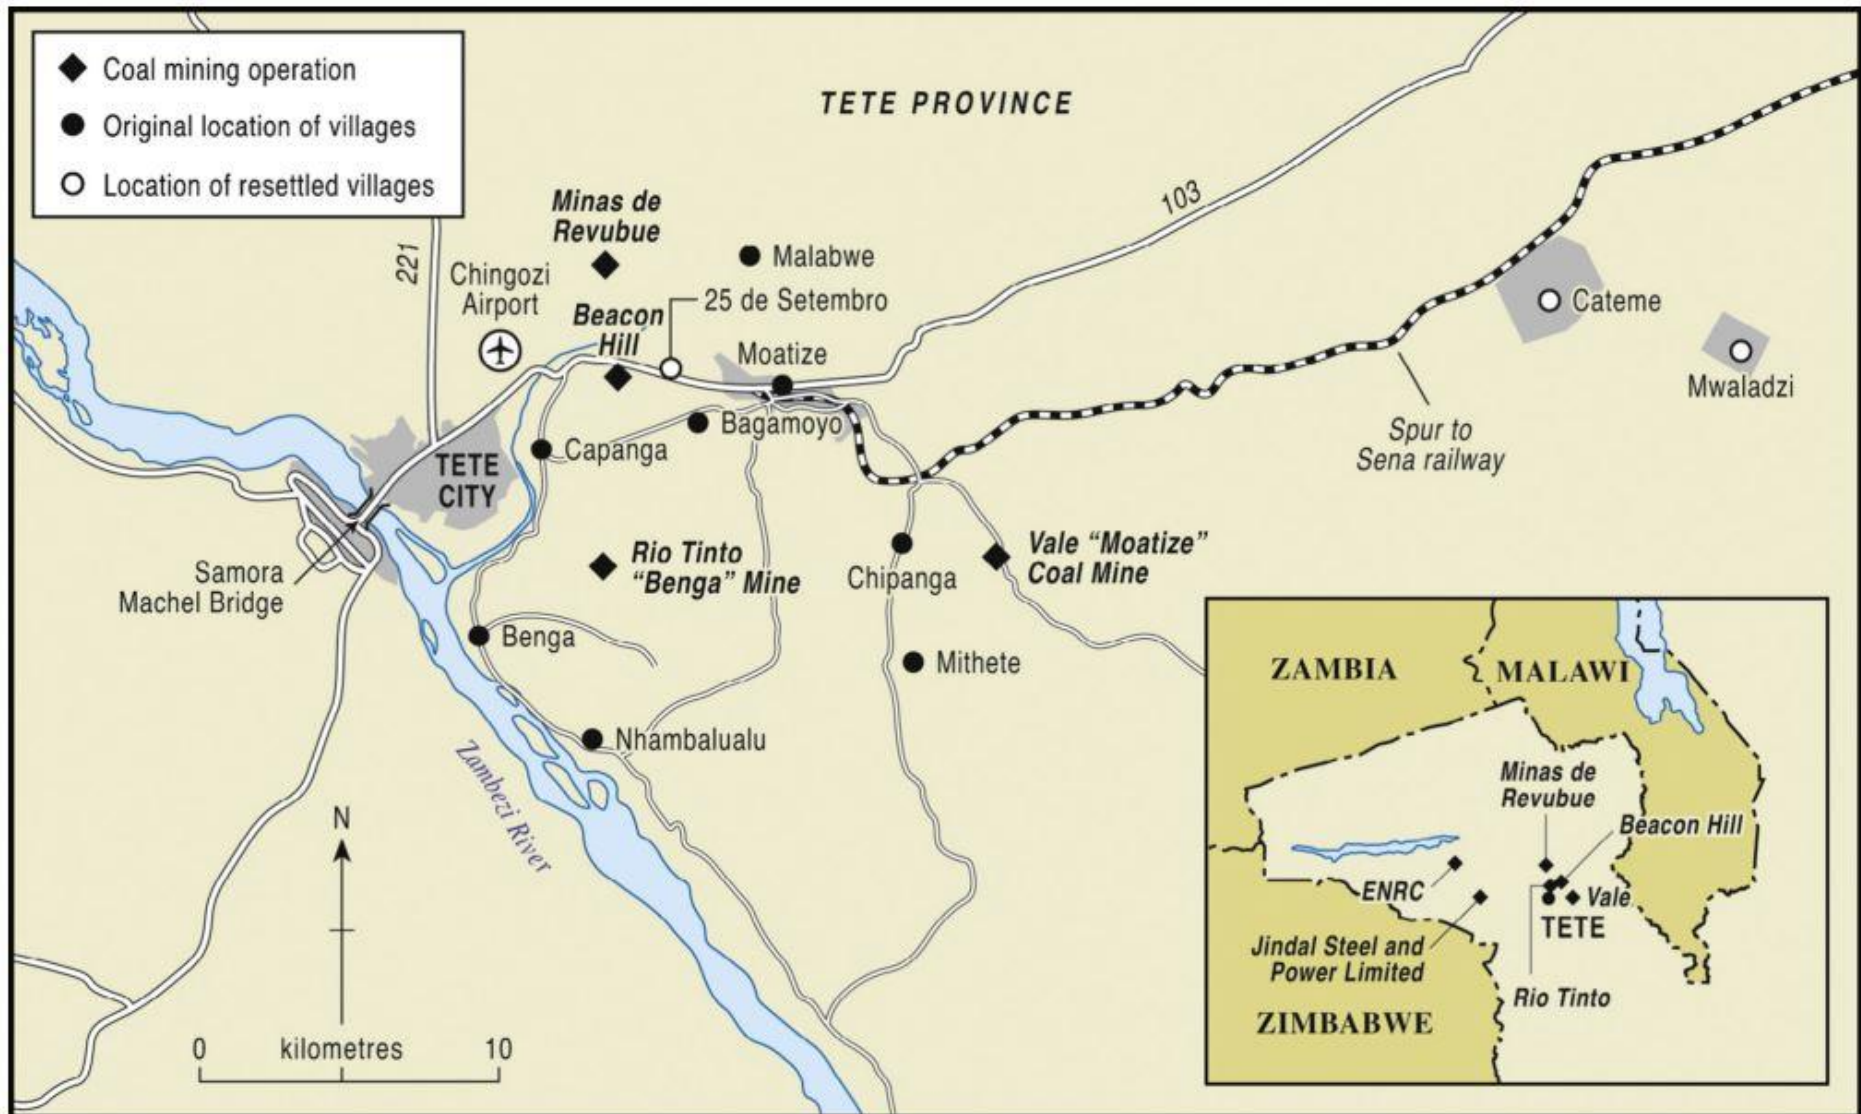 Coal mining operation
Original location of villages
Location of resettled villages
TETE PROVINCE
103
221
Minas de
Revubue
Malabwe
Chingozi
Airport
25 de Setembro
Beacon
Hill
Moatize
Cateme
Mwaladzi
Bagamoyo
Capanga
Spur to
Sena railway
TETE
CITY
Samora
Machel Bridge
Rio Tinto
"Benga" Mine
Chipanga
Vale "Moatize"
Coal Mine
Benga
Mithete
Nhambalualu
Zambezi River
N
0 kilometres 10
ZAMBIA
MALAWI
Minas de
Revubue
Beacon Hill
ENRC
Vale
TETE
Jindal Steel and
Power Limited
Rio Tinto
ZIMBABWE